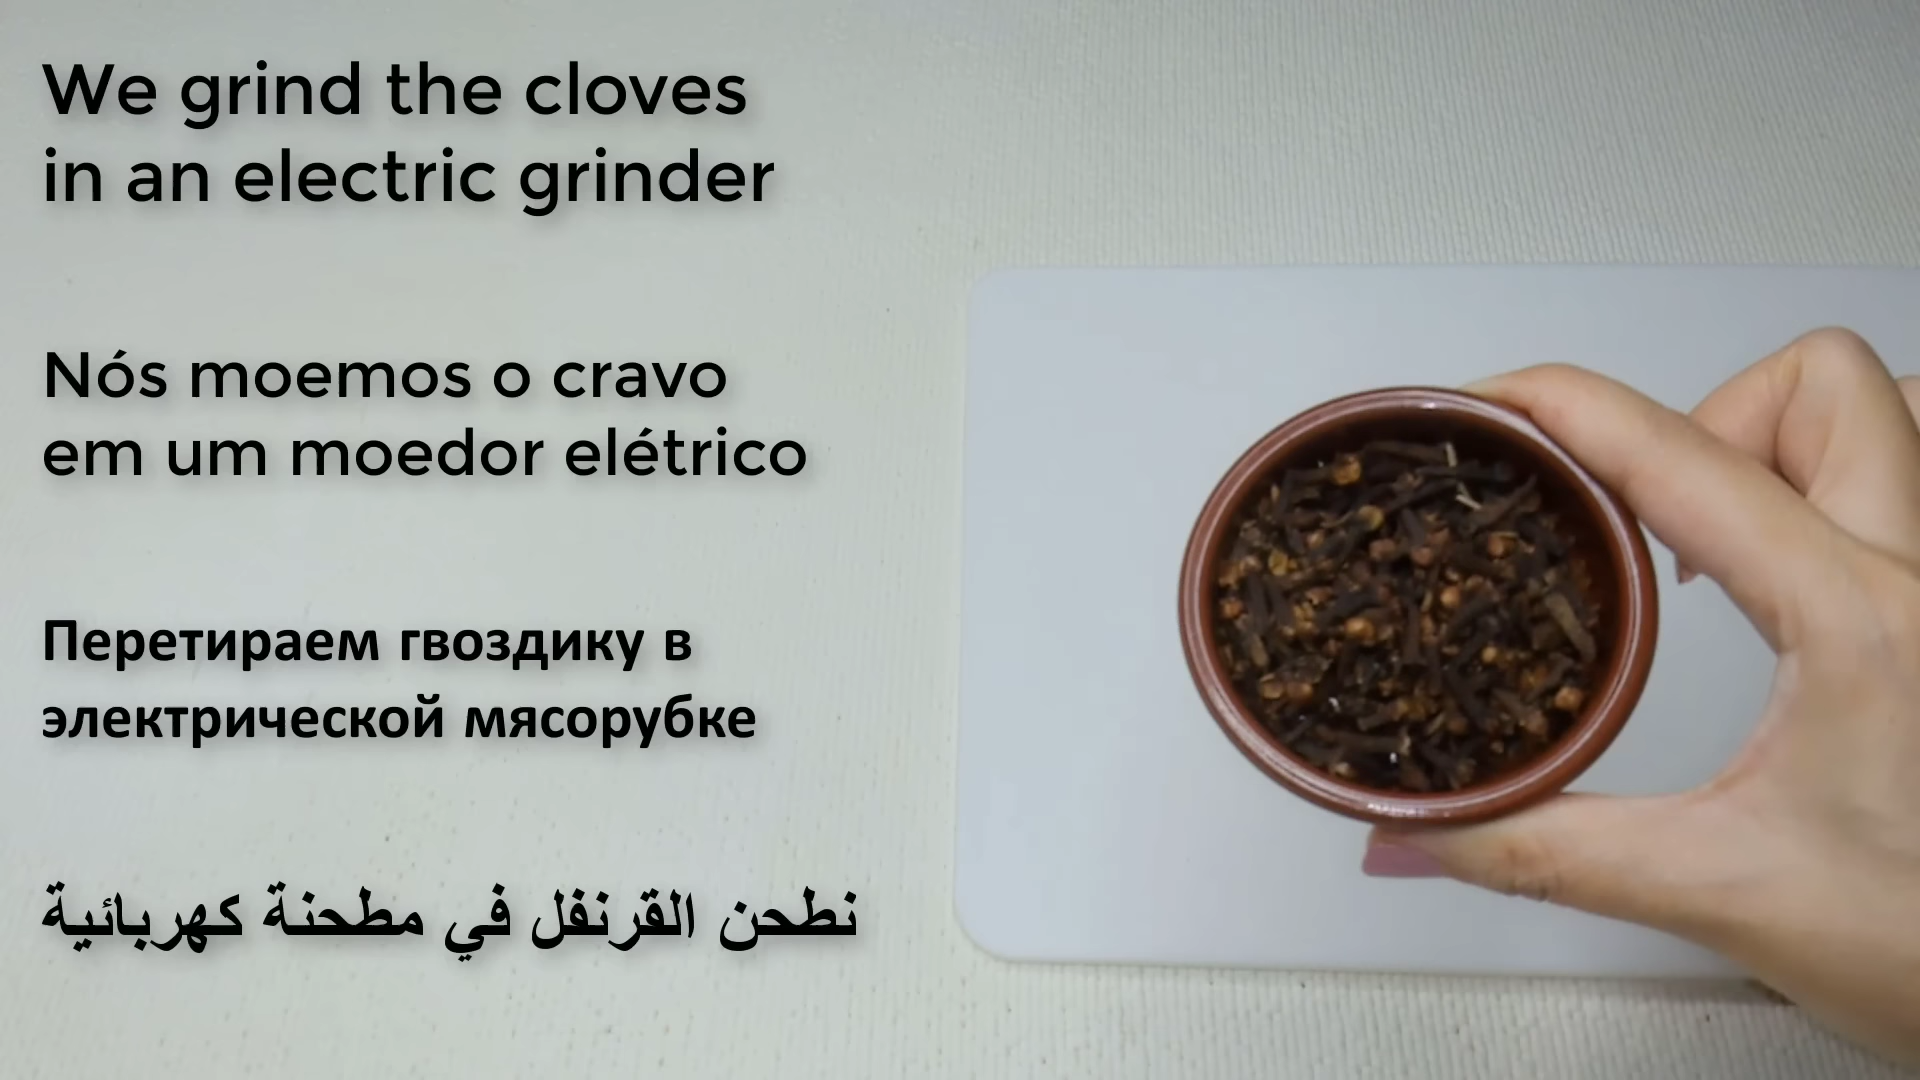 We grind the cloves
in an electric grinder
Nós moemos o cravo
em um moedor elétrico
Перетираем гвоздику в
электрической мясорубке
نطحن القرنفل في مطحنة كهربائية